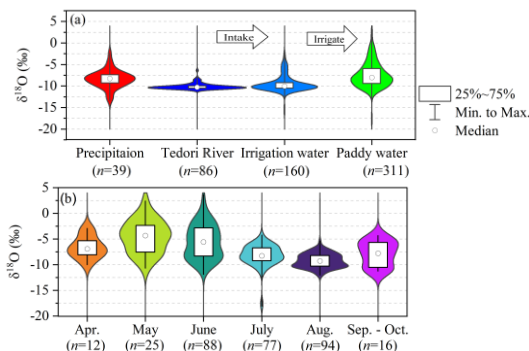 (a)
δ¹⁸O (‰)
5
0
-5
-10
-15
-20
Intake
Irrigate
Precipitaion
(n=39)
Tedori River
(n=86)
Irrigation water
(n=160)
Paddy water
(n=311)
25%~75%
Min. to Max.
Median
(b)
δ¹⁸O (‰)
5
0
-5
-10
-15
-20
Apr.
(n=12)
May
(n=25)
June
(n=88)
July
(n=77)
Aug.
(n=94)
Sep. - Oct.
(n=16)